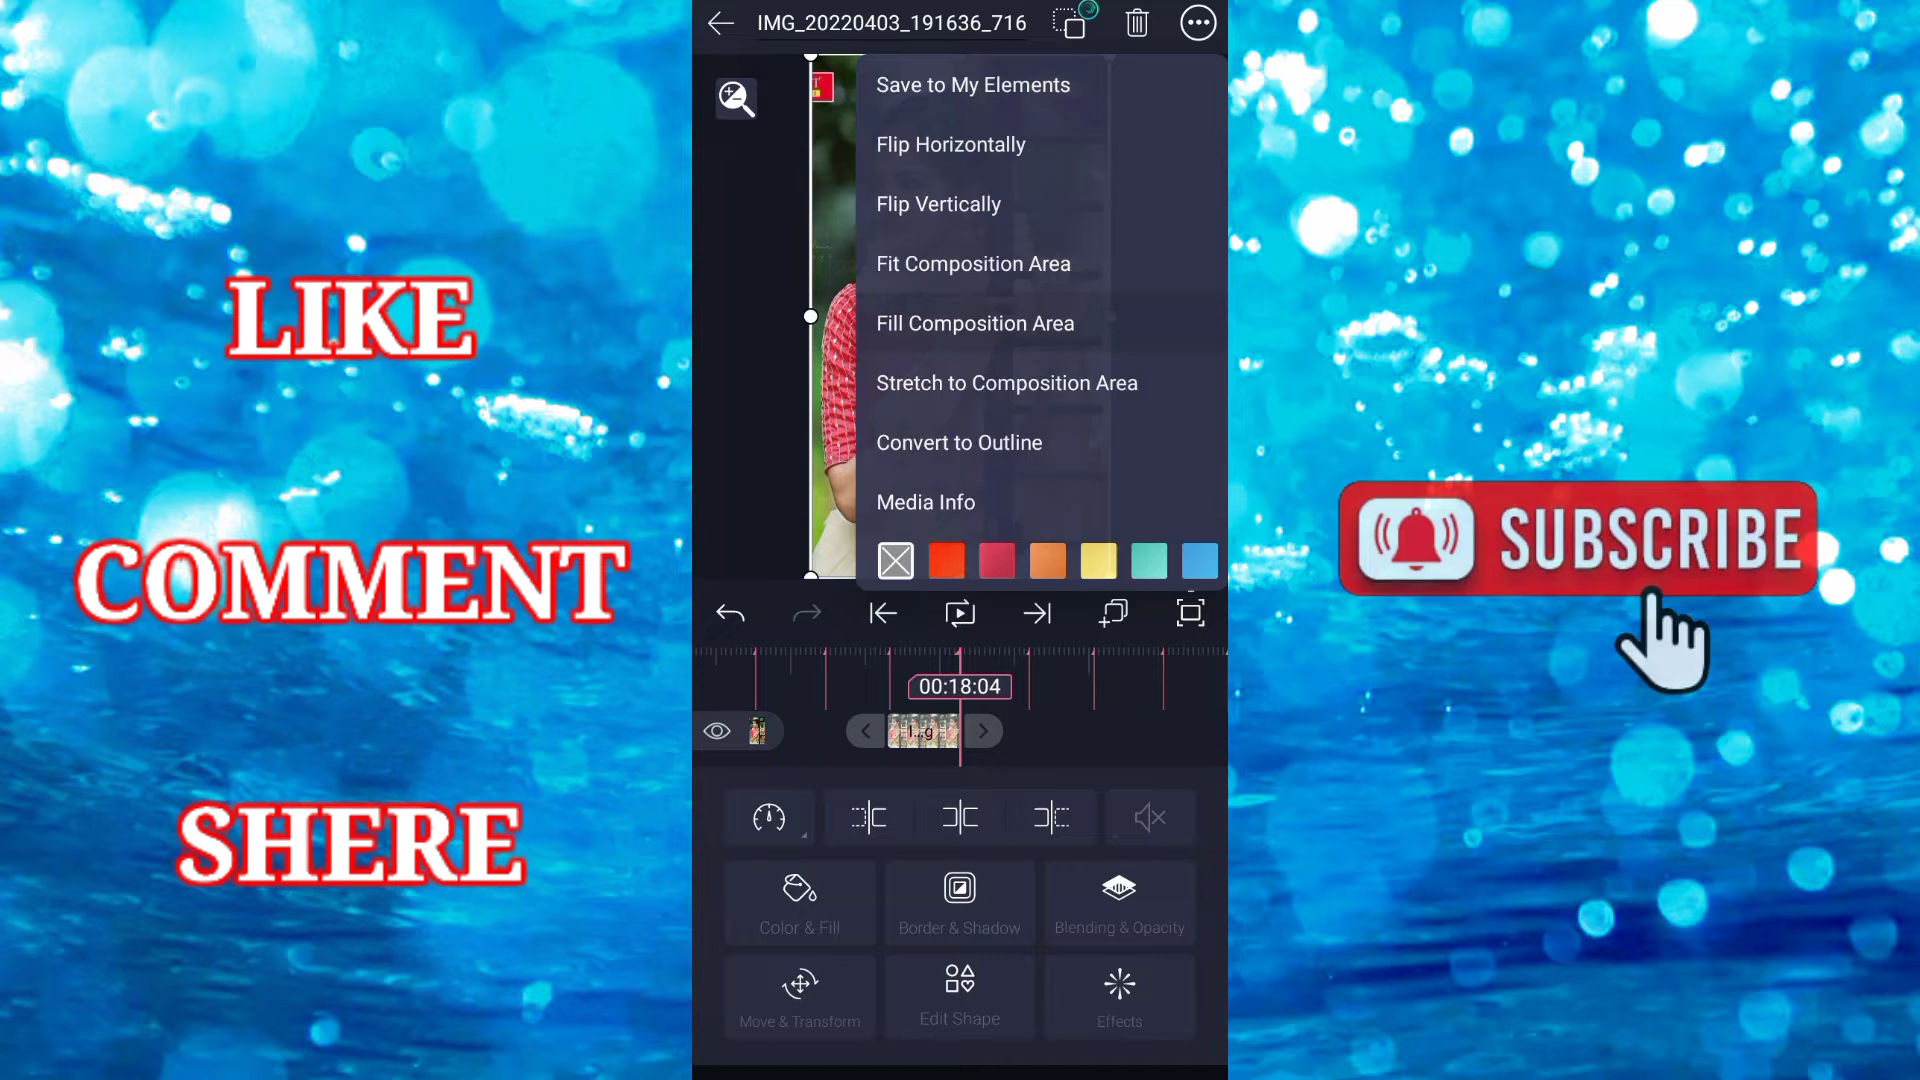 IMG_20220403_191636_716
Save to My Elements
Flip Horizontally
Flip Vertically
Fit Composition Area
Fill Composition Area
Stretch to Composition Area
Convert to Outline
Media Info
LIKE
COMMENT
SHERE
SUBSCRIBE
00:18:04
I...g
Color & Fill
Border & Shadow
Blending & Opacity
Move & Transform
Edit Shape
Effects